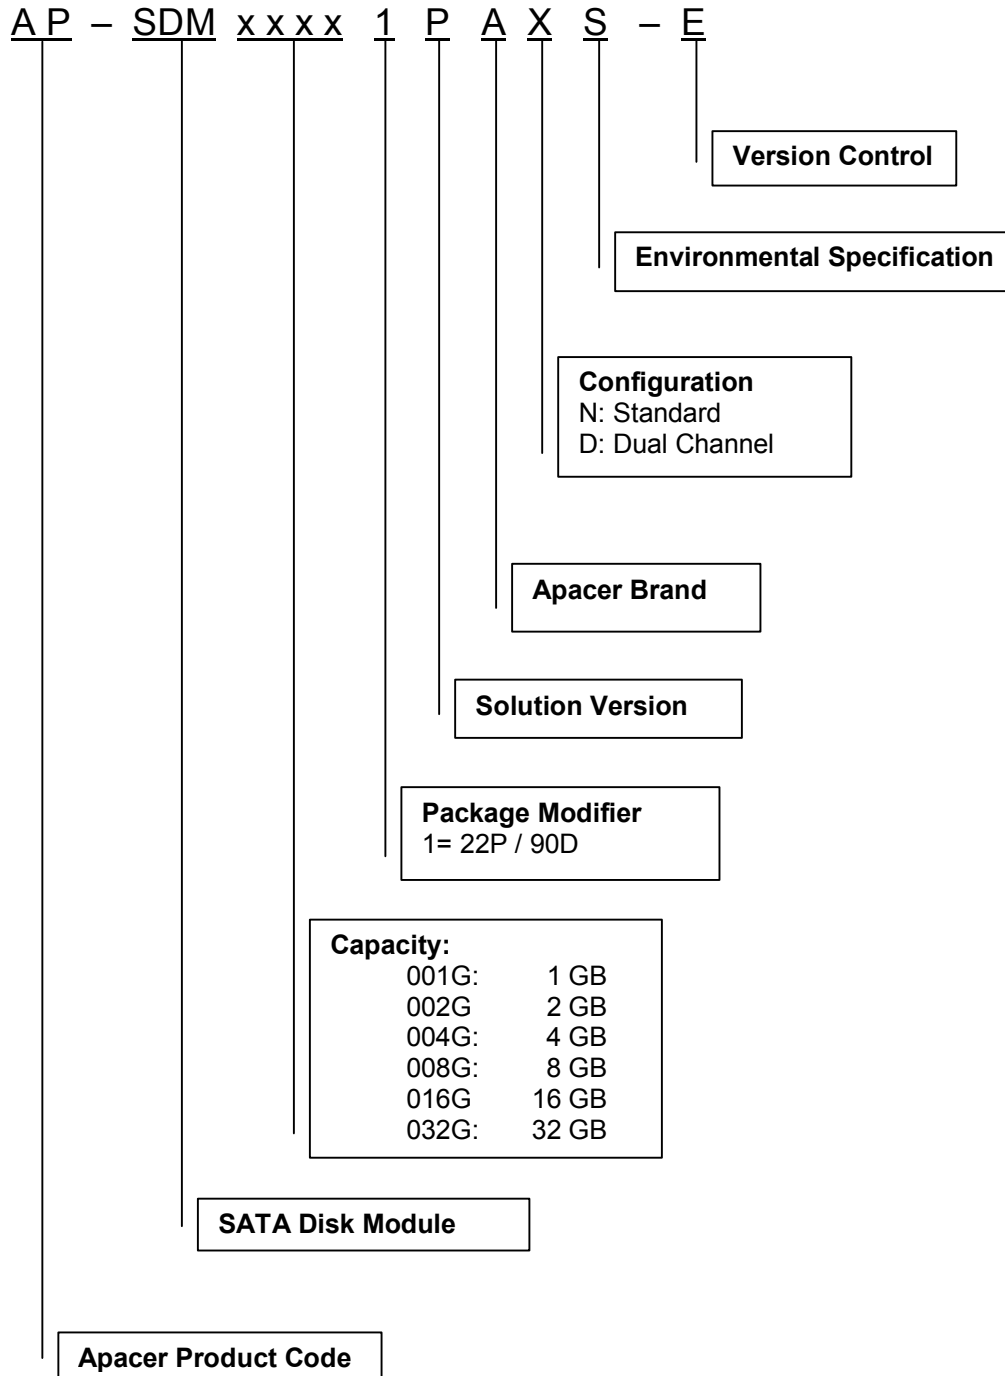 AP – SDM xxxx 1 P A X S – E
Version Control
Environmental Specification
Configuration
N: Standard
D: Dual Channel
Apacer Brand
Solution Version
Package Modifier
1= 22P / 90D
Capacity:
001G: 1 GB
002G 2 GB
004G: 4 GB
008G: 8 GB
016G 16 GB
032G: 32 GB
SATA Disk Module
Apacer Product Code